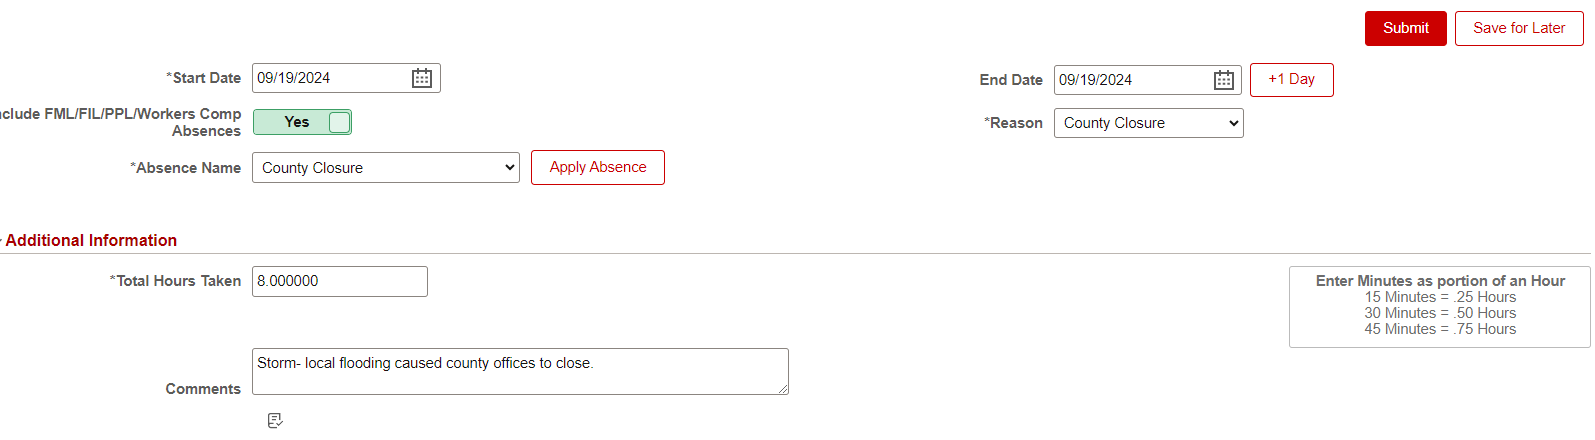 Submit
Save for Later
*Start Date 09/19/2024
End Date 09/19/2024 +1 Day
FML/FIL/PPL/Workers Comp
Absences
Yes
*Reason County Closure
*Absence Name County Closure Apply Absence
Additional Information
*Total Hours Taken 8.000000
Enter Minutes as portion of an Hour
15 Minutes = .25 Hours
30 Minutes = .50 Hours
45 Minutes = .75 Hours
Comments
Storm- local flooding caused county offices to close.